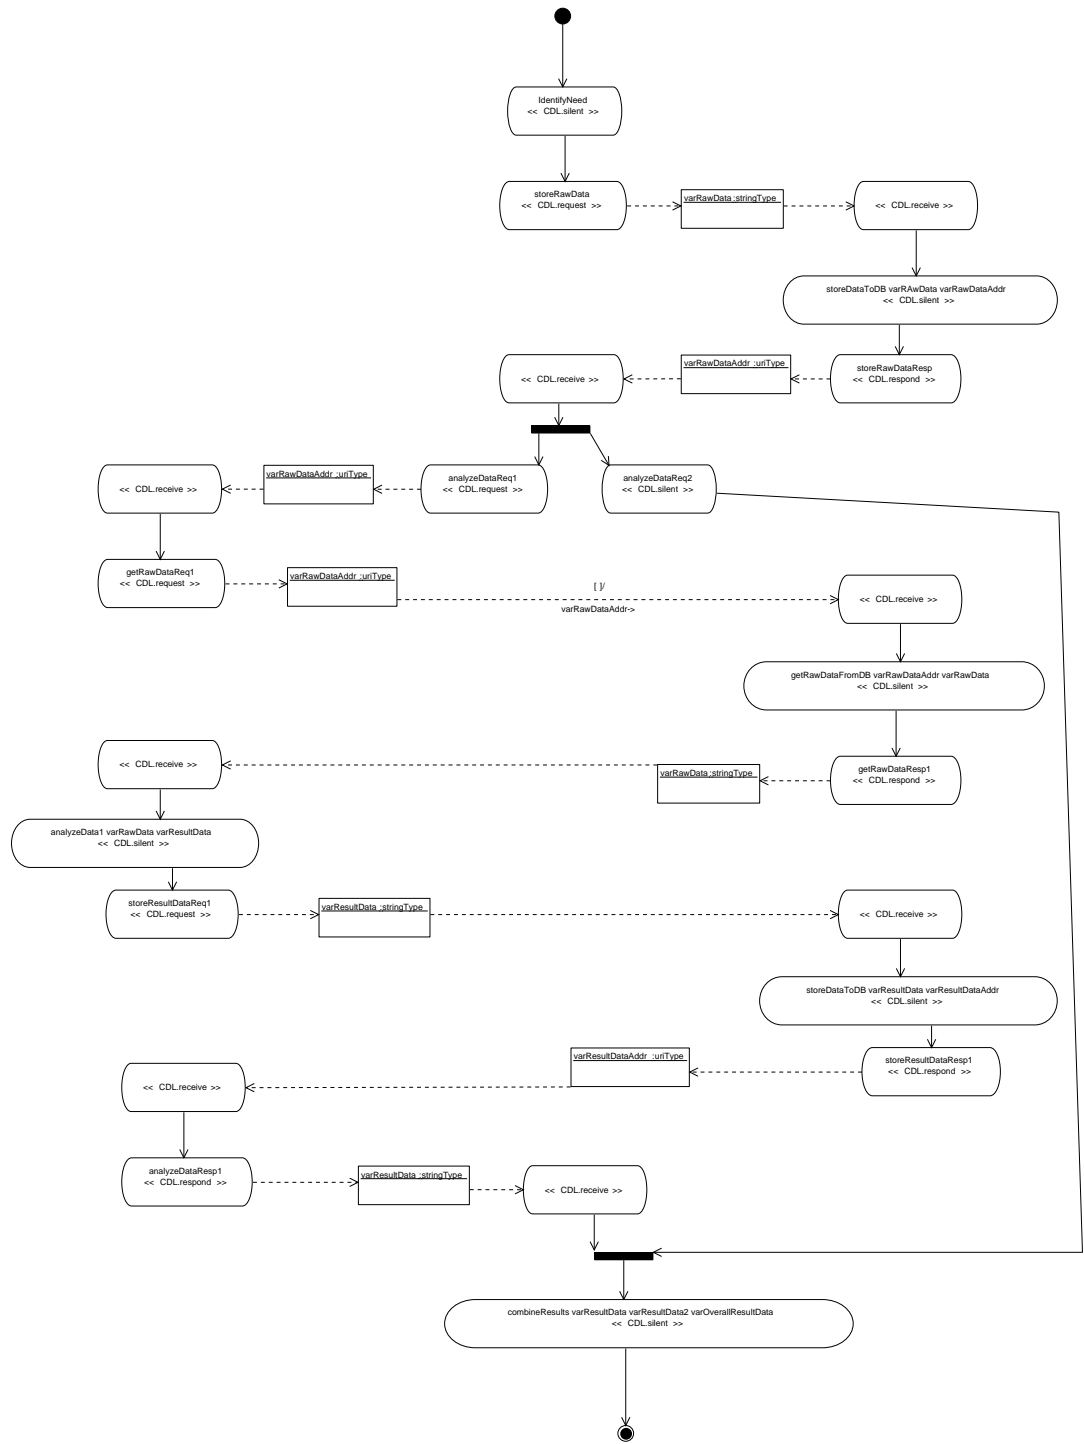 IdentifyNeed
<< CDL.silent >>
storeRawData
<< CDL.request >>
varRawData :stringType
<< CDL.receive >>
storeDataToDB varRAwData varRawDataAddr
<< CDL.silent >>
<< CDL.receive >>
varRawDataAddr :uriType
storeRawDataResp
<< CDL.respond >>
<< CDL.receive >>
varRawDataAddr :uriType
analyzeDataReq1
<< CDL.request >>
analyzeDataReq2
<< CDL.silent >>
getRawDataReq1
<< CDL.request >>
varRawDataAddr :uriType
[ ]/
varRawDataAddr->
<< CDL.receive >>
getRawDataFromDB varRawDataAddr varRawData
<< CDL.silent >>
<< CDL.receive >>
varRawData :stringType
getRawDataResp1
<< CDL.respond >>
analyzeData1 varRawData varResultData
<< CDL.silent >>
storeResultDataReq1
<< CDL.request >>
varResultData :stringType
<< CDL.receive >>
storeDataToDB varResultData varResultDataAddr
<< CDL.silent >>
<< CDL.receive >>
varResultDataAddr :uriType
storeResultDataResp1
<< CDL.respond >>
analyzeDataResp1
<< CDL.respond >>
varResultData :stringType
<< CDL.receive >>
combineResults varResultData varResultData2 varOverallResultData
<< CDL.silent >>